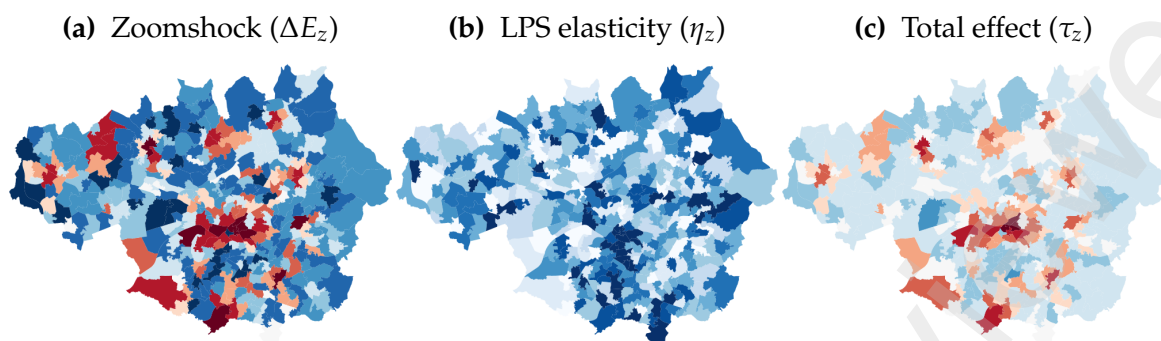 (a) Zoomshock (ΔE_z)
(b) LPS elasticity (η_z)
(c) Total effect (τ_z)